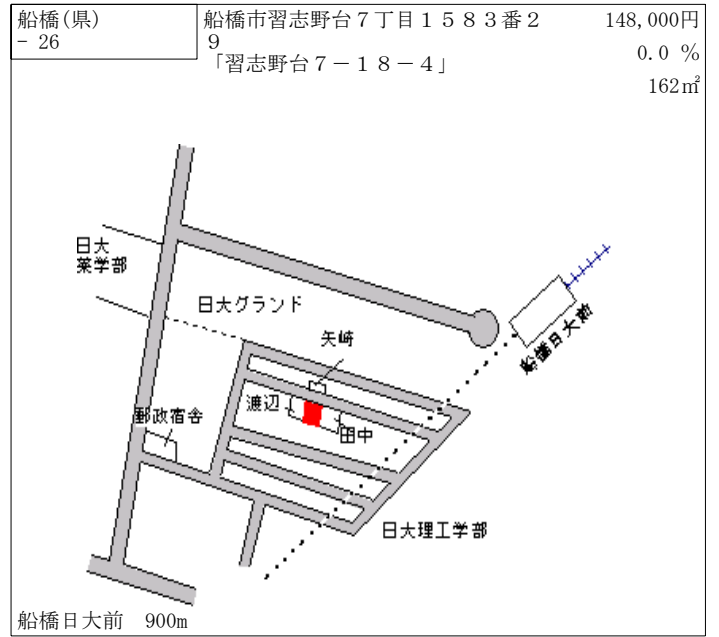 船橋(県)
- 26
船橋市習志野台7丁目1583番2
9
「習志野台7-18-4」
148,000円
0.0 %
162㎡
日大
薬学部
日大グランド
矢崎
船橋日大前
渡辺
田中
郵政宿舎
日大理工学部
船橋日大前 900m